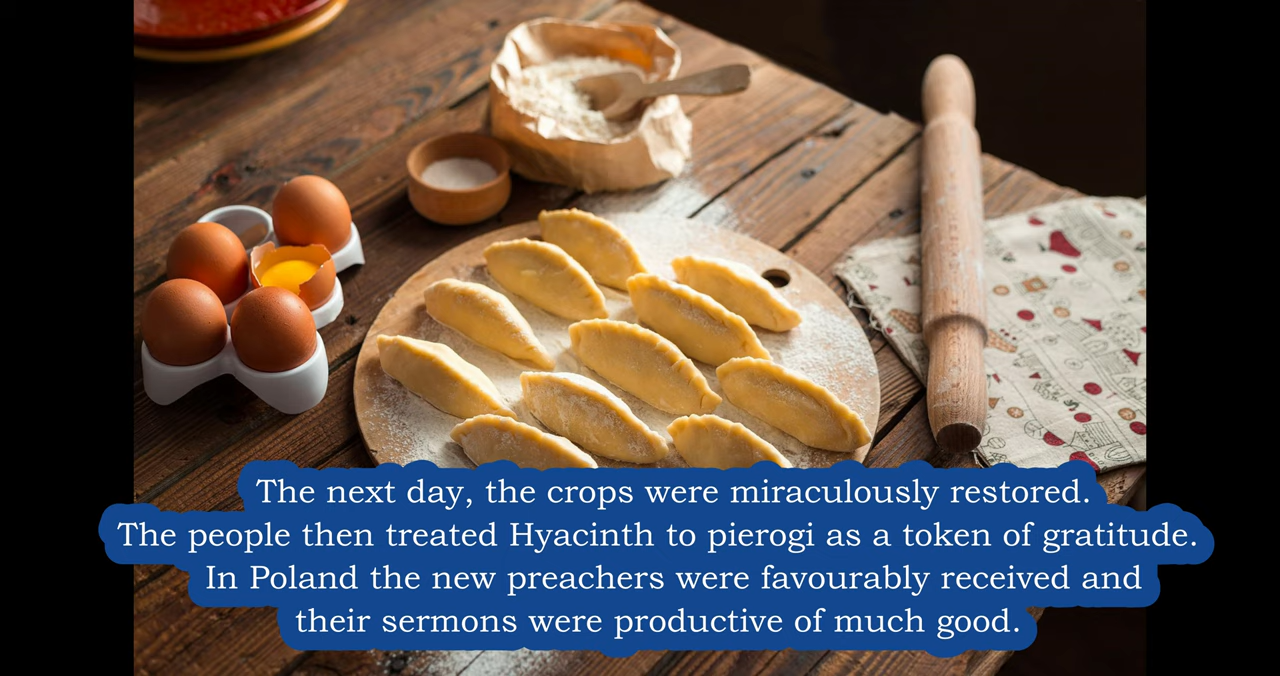 The next day, the crops were miraculously restored.
The people then treated Hyacinth to pierogi as a token of gratitude.
In Poland the new preachers were favourably received and
their sermons were productive of much good.